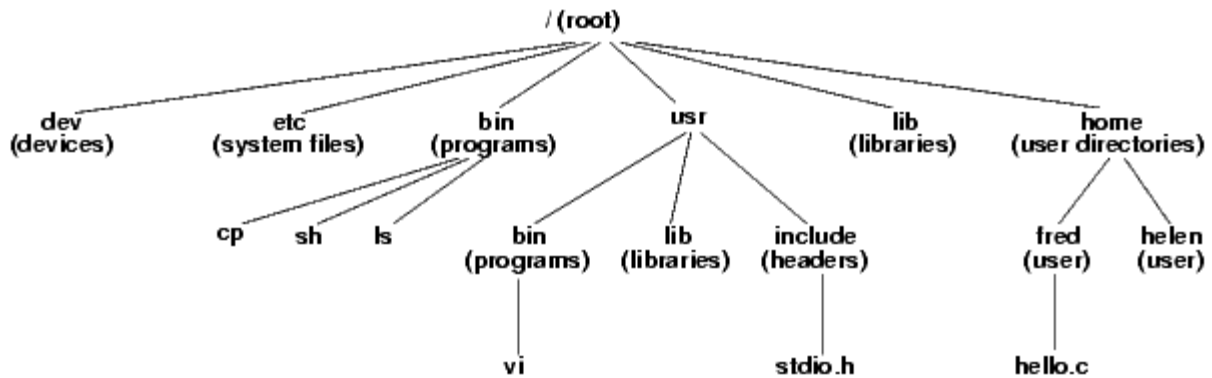 / (root)
dev etc bin usr lib home
(devices) (system files) (programs) (libraries) (user directories)
cp sh ls bin lib include fred helen
(programs) (libraries) (headers) (user) (user)
vi stdio.h hello.c